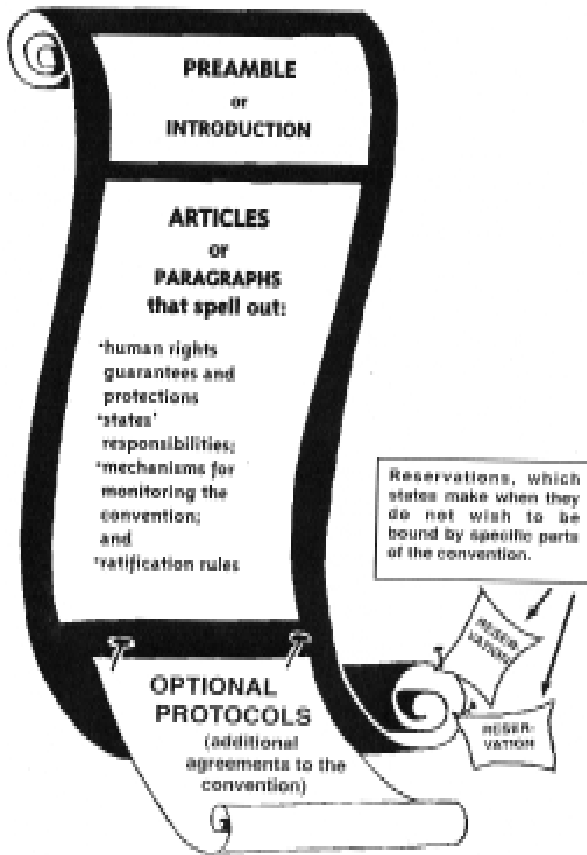 PREAMBLE
or
INTRODUCTION
ARTICLES
or
PARAGRAPHS
that spell out:
*human rights
guarantees and
protections
*states'
responsibilities;
*mechanisms for
monitoring the
convention;
and
*ratification rules
Reservations, which
states make when they
do not wish to be
bound by specific parts
of the convention.
RESER-
VATION
RESER-
VATION
OPTIONAL
PROTOCOLS
(additional
agreements to the
convention)